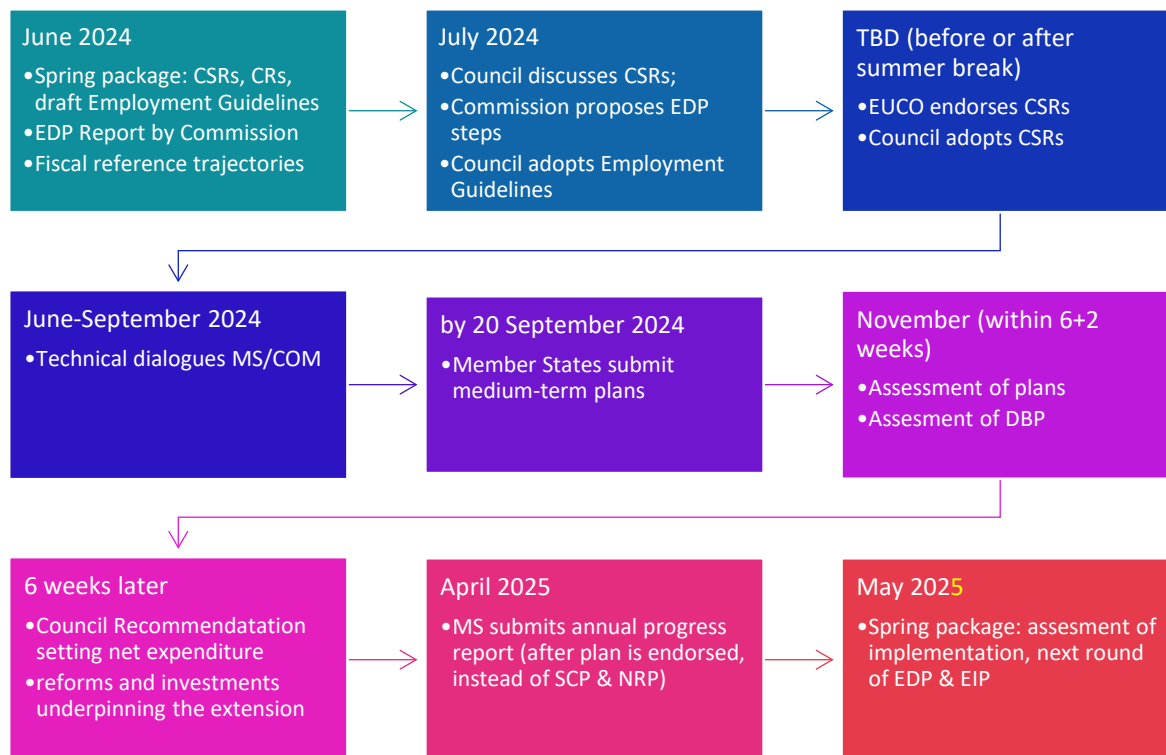 June 2024
•Spring package: CSRs, CRs,
draft Employment Guidelines
•EDP Report by Commission
•Fiscal reference trajectories
July 2024
•Council discusses CSRs;
•Commission proposes EDP
steps
•Council adopts Employment
Guidelines
TBD (before or after
summer break)
•EUCO endorses CSRs
•Council adopts CSRs
June-September 2024
•Technical dialogues MS/COM
by 20 September 2024
•Member States submit
medium-term plans
November (within 6+2
weeks)
•Assessment of plans
•Assesment of DBP
6 weeks later
•Council Recommendatation
setting net expenditure
•reforms and investments
underpinning the extension
April 2025
•MS submits annual progress
report (after plan is endorsed,
instead of SCP & NRP)
May 2025
•Spring package: assesment of
implementation, next round
of EDP & EIP